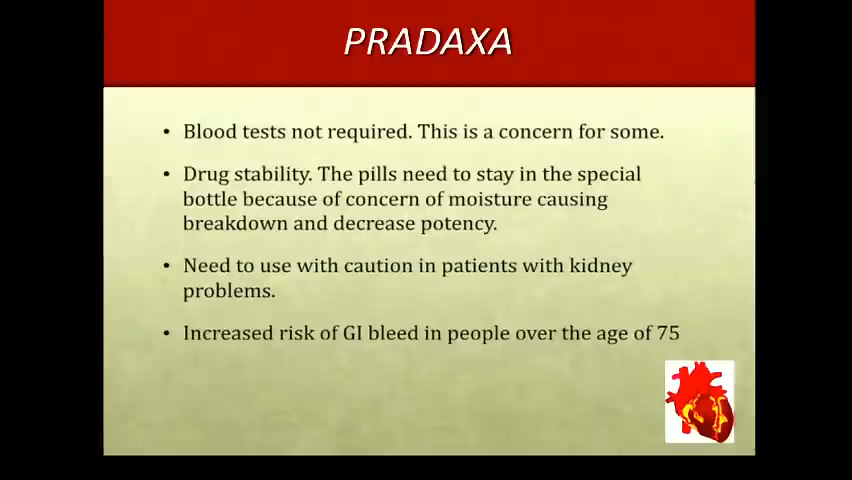 PRADAXA
• Blood tests not required. This is a concern for some.
• Drug stability. The pills need to stay in the special
bottle because of concern of moisture causing
breakdown and decrease potency.
• Need to use with caution in patients with kidney
problems.
• Increased risk of GI bleed in people over the age of 75